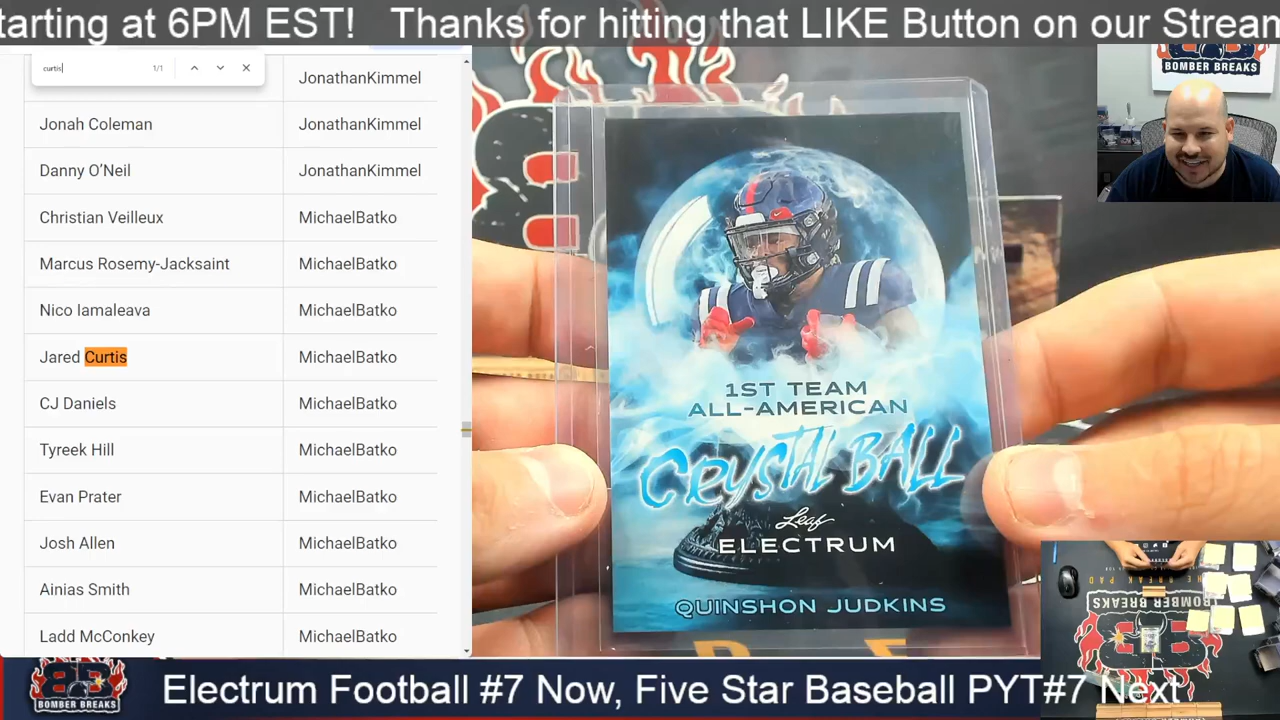 tarting at 6PM EST! Thanks for hitting that LIKE Button on our Stream
curtis 1/1
JonathanKimmel
Jonah Coleman JonathanKimmel
Danny O'Neil JonathanKimmel
Christian Veilleux MichaelBatko
Marcus Rosemy-Jacksaint MichaelBatko
Nico Iamaleava MichaelBatko
Jared Curtis MichaelBatko
CJ Daniels MichaelBatko
Tyreek Hill MichaelBatko
Evan Prater MichaelBatko
Josh Allen MichaelBatko
Ainias Smith MichaelBatko
Ladd McConkey MichaelBatko
1ST TEAM
ALL-AMERICAN
CRYSTAL BALL
Leaf
ELECTRUM
QUINSHON JUDKINS
BOMBER BREAKS
BREAK PAD
BOMBER BREAKS
BB
BOMBER BREAKS
Electrum Football #7 Now, Five Star Baseball PYT#7 Next